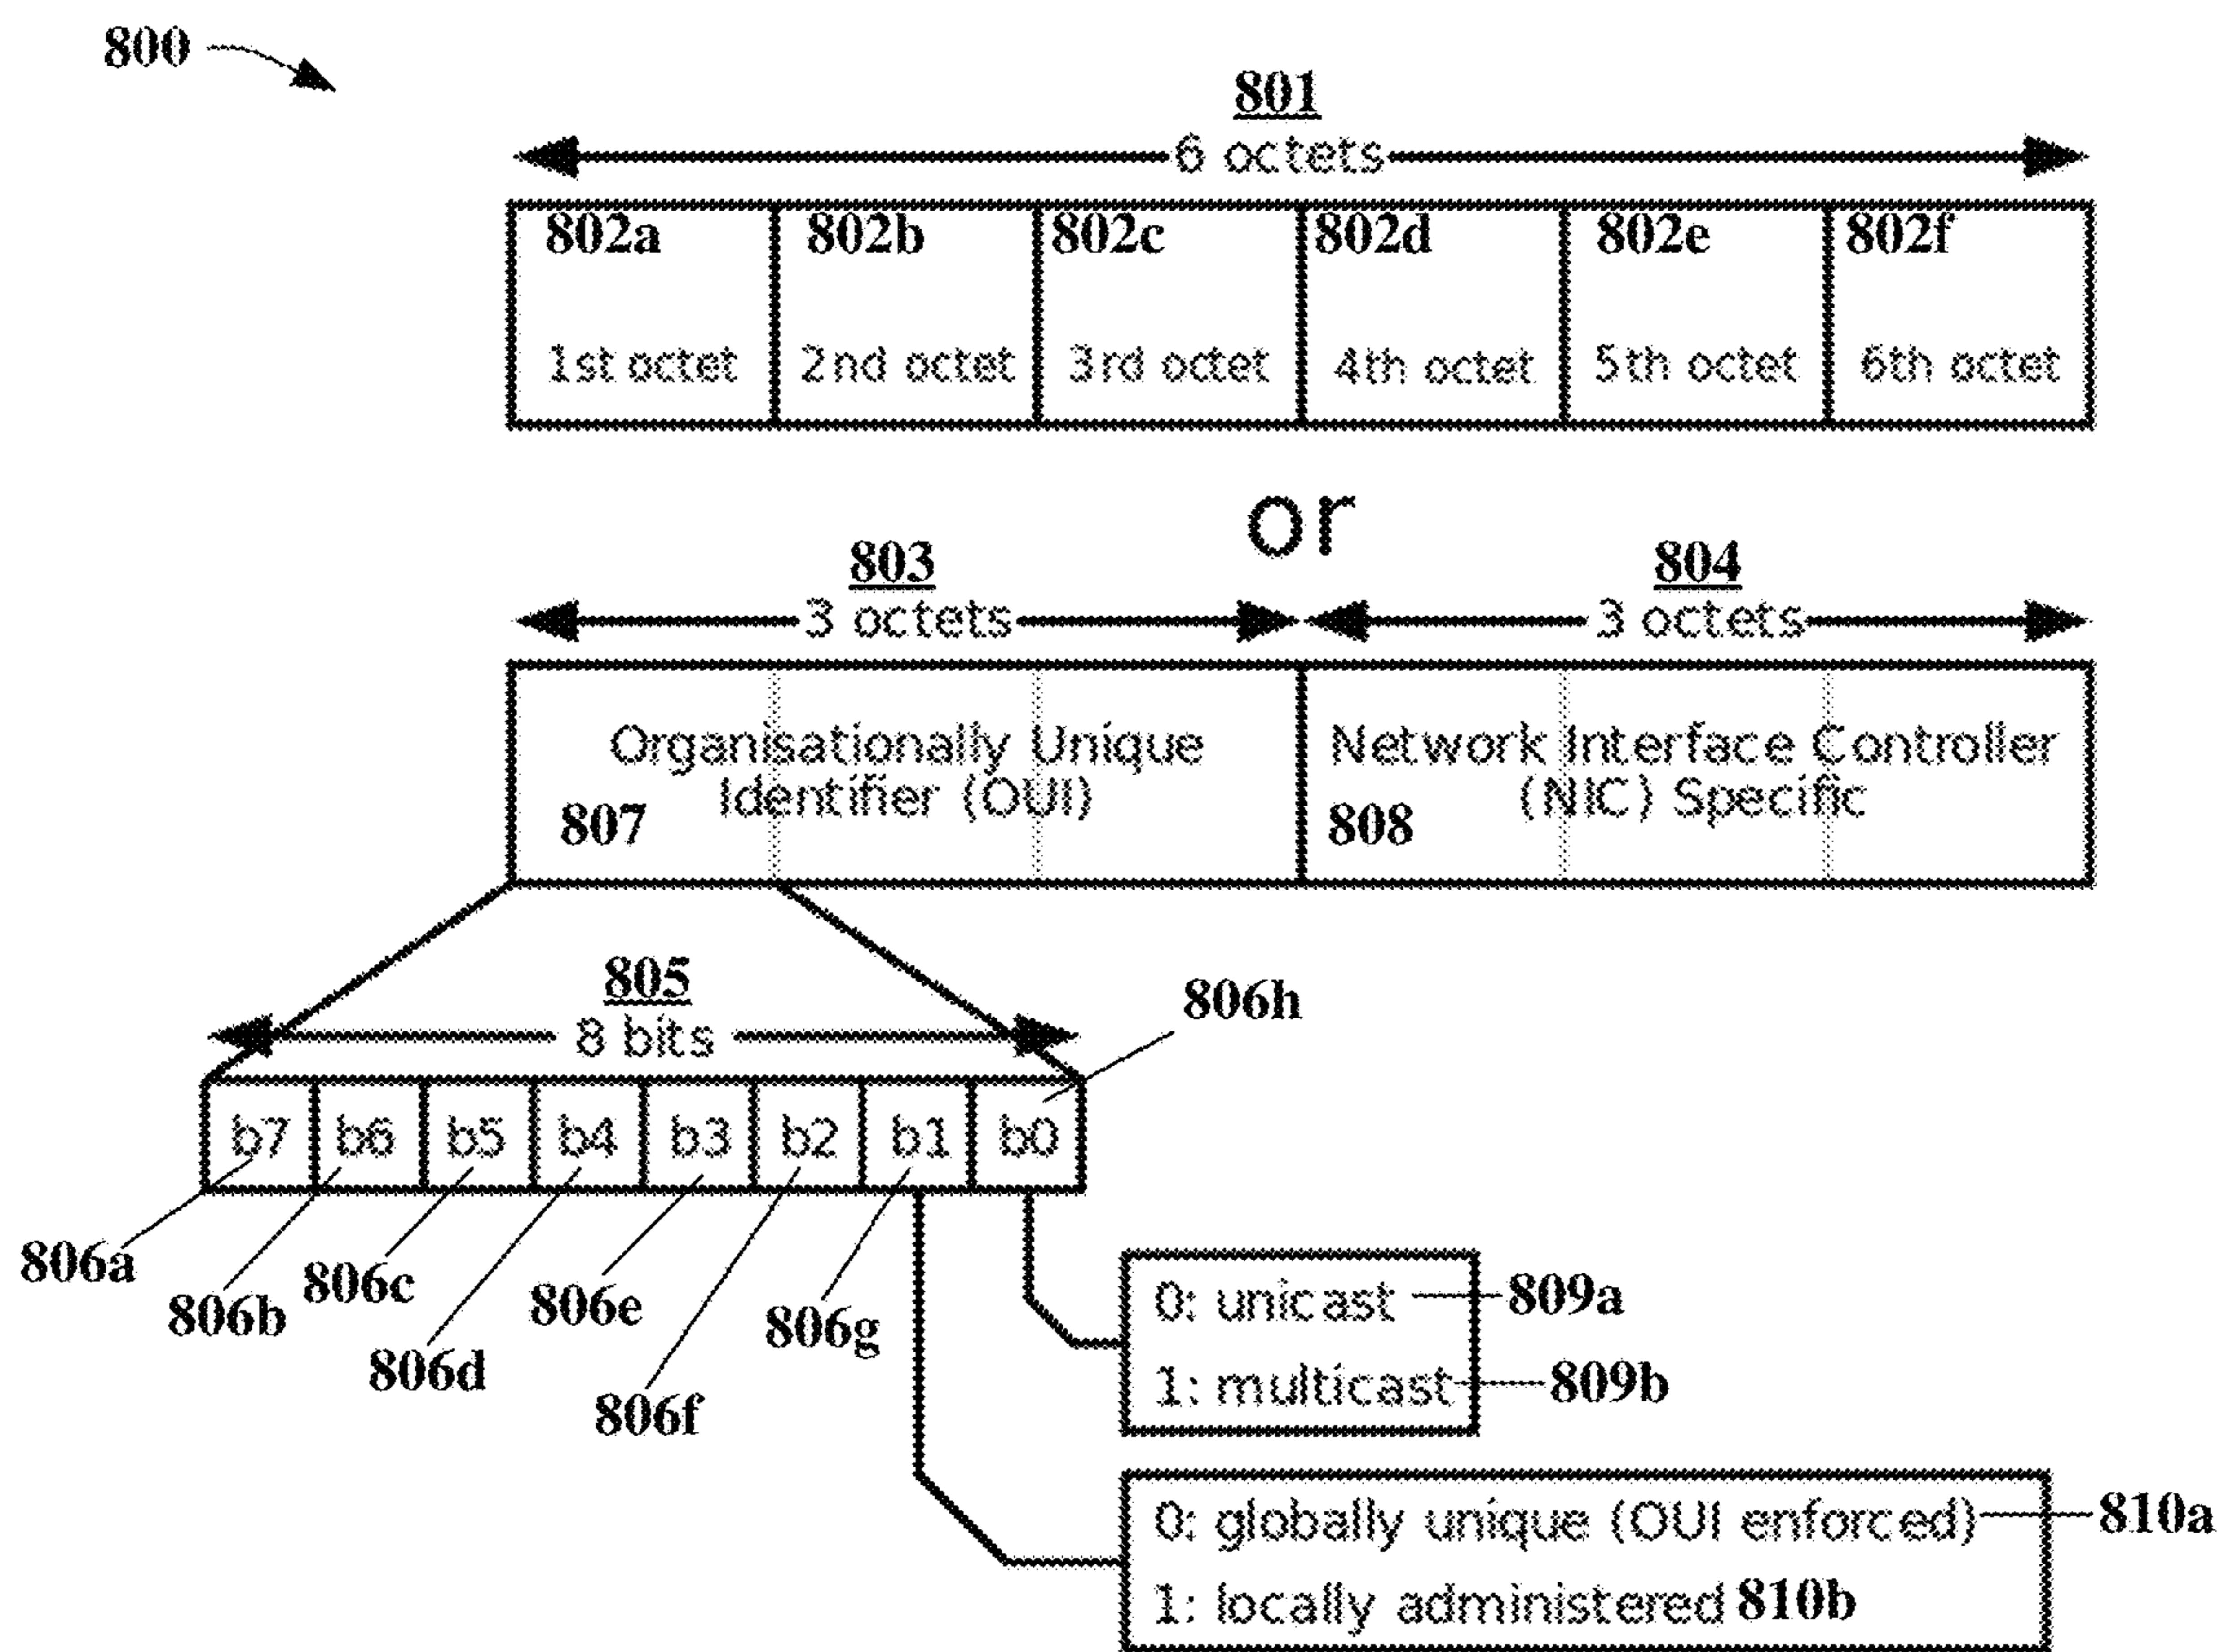 800
801
6 octets
802a 802b 802c 802d 802e 802f
1st octet 2nd octet 3rd octet 4th octet 5th octet 6th octet
or
803 804
3 octets 3 octets
Organisationally Unique
Identifier (OUI)
807
Network Interface Controller
(NIC) Specific
808
805
8 bits
806h
b7 b6 b5 b4 b3 b2 b1 b0
806a
806b
806c
806d
806e
806f
806g
0: unicast 809a
1: multicast 809b
0: globally unique (OUI enforced) 810a
1: locally administered 810b